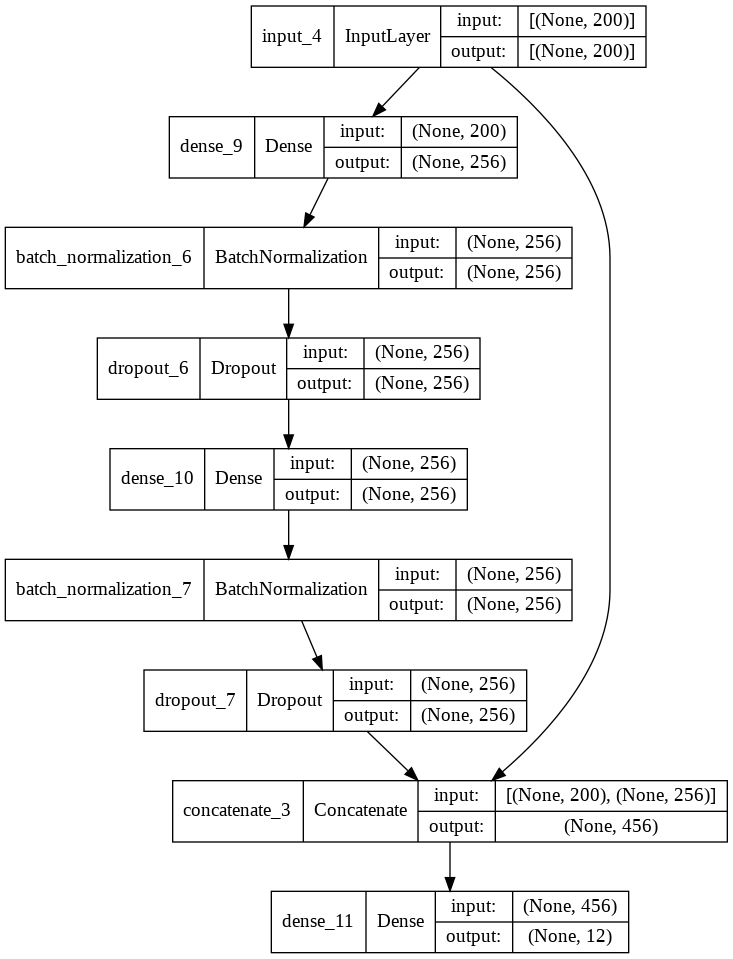 input_4 InputLayer input: [(None, 200)]
output: [(None, 200)]
dense_9 Dense input: (None, 200)
output: (None, 256)
batch_normalization_6 BatchNormalization input: (None, 256)
output: (None, 256)
dropout_6 Dropout input: (None, 256)
output: (None, 256)
dense_10 Dense input: (None, 256)
output: (None, 256)
batch_normalization_7 BatchNormalization input: (None, 256)
output: (None, 256)
dropout_7 Dropout input: (None, 256)
output: (None, 256)
concatenate_3 Concatenate input: [(None, 200), (None, 256)]
output: (None, 456)
dense_11 Dense input: (None, 456)
output: (None, 12)